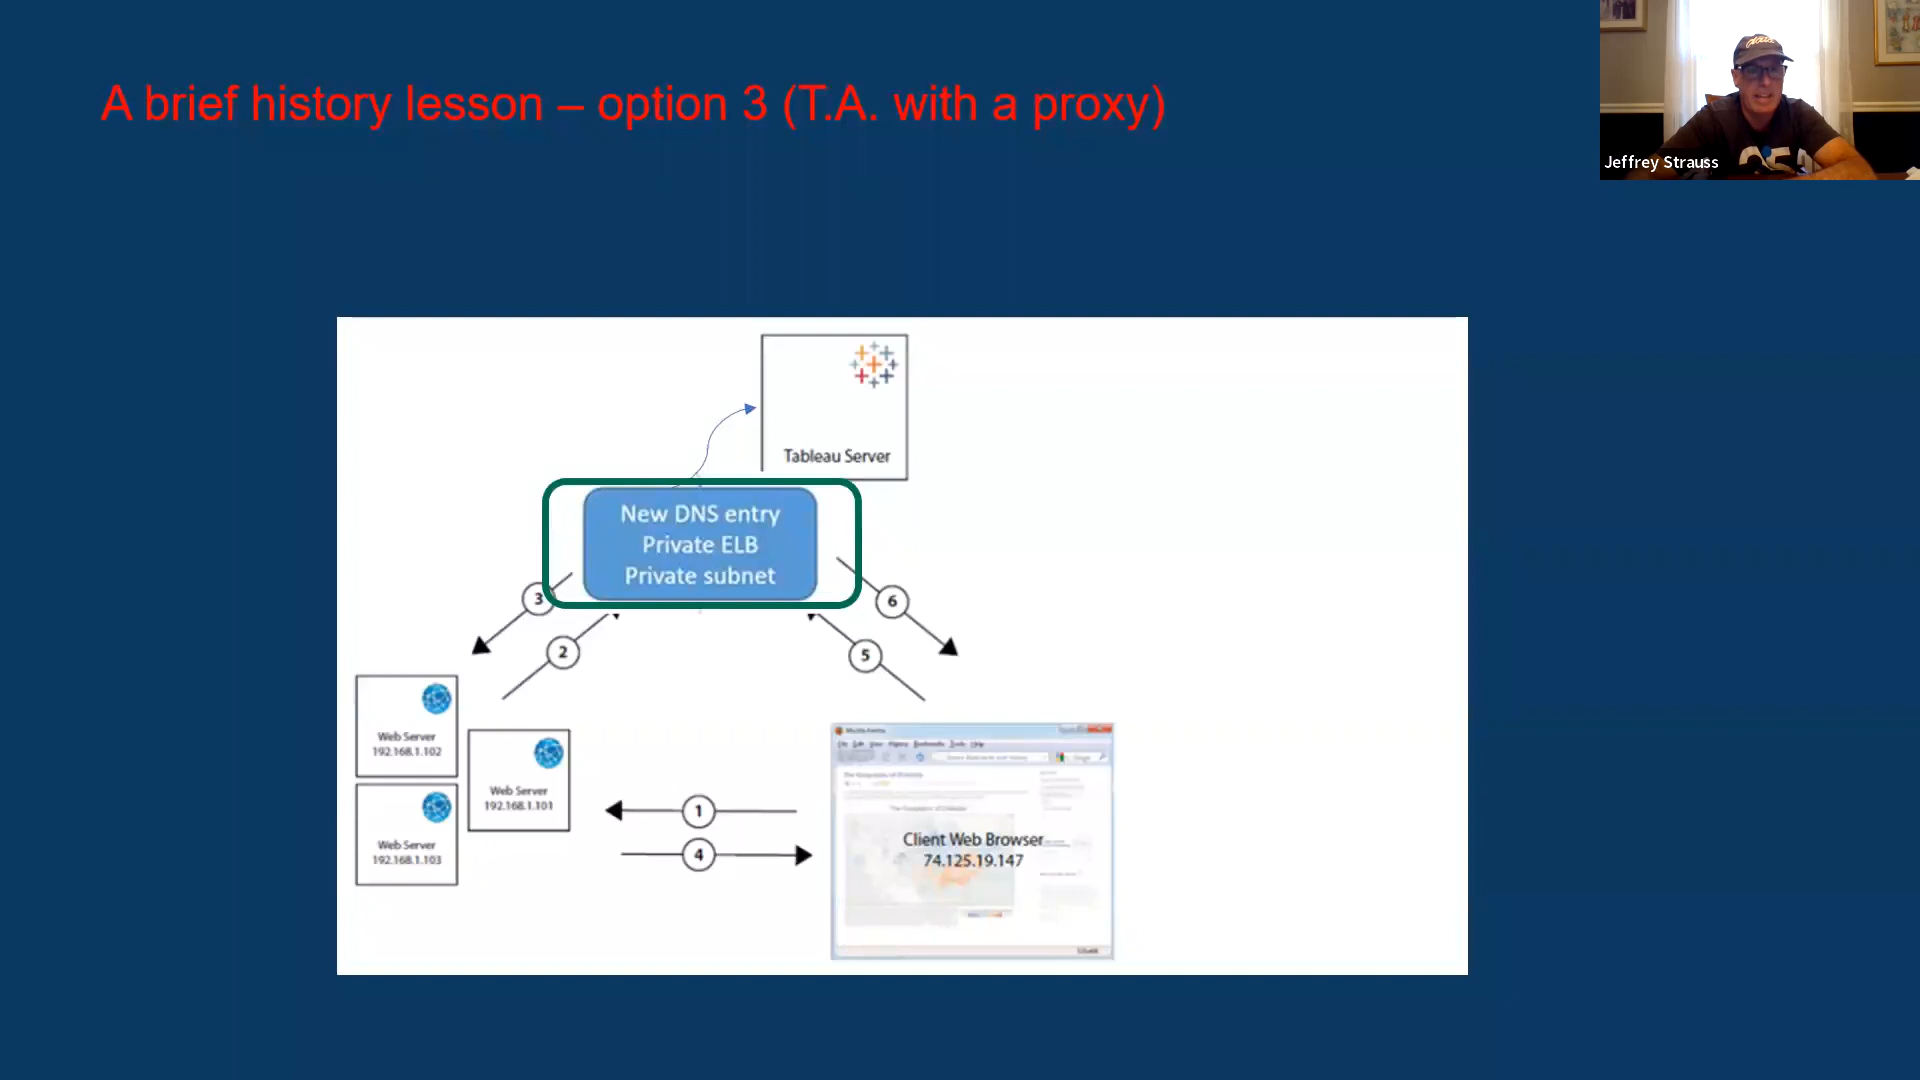 A brief history lesson – option 3 (T.A. with a proxy)
Jeffrey Strauss
Tableau Server
New DNS entry
Private ELB
Private subnet
3
6
2
5
Web Server
192.168.1.102
Web Server
192.168.1.101
Web Server
192.168.1.103
1
4
Client Web Browser
74.125.19.147